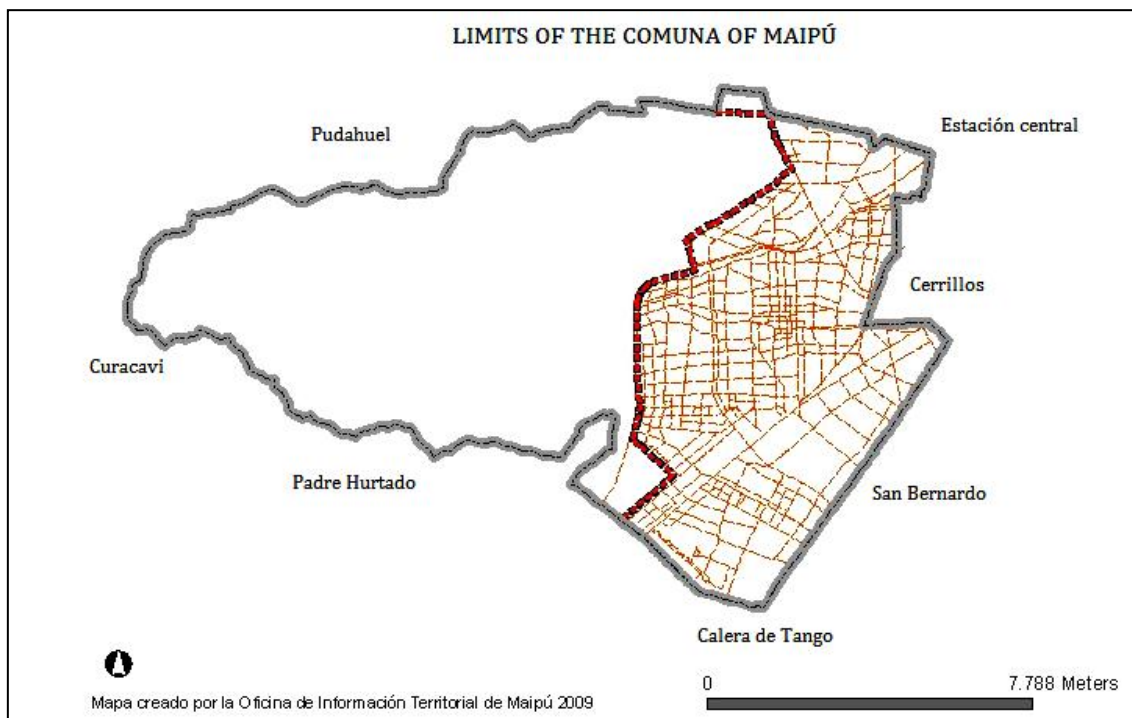 LIMITS OF THE COMUNA OF MAIPÚ
Pudahuel
Estación central
Cerrillos
Curacavi
Padre Hurtado
San Bernardo
Calera de Tango
0 7.788 Meters
Mapa creado por la Oficina de Información Territorial de Maipú 2009